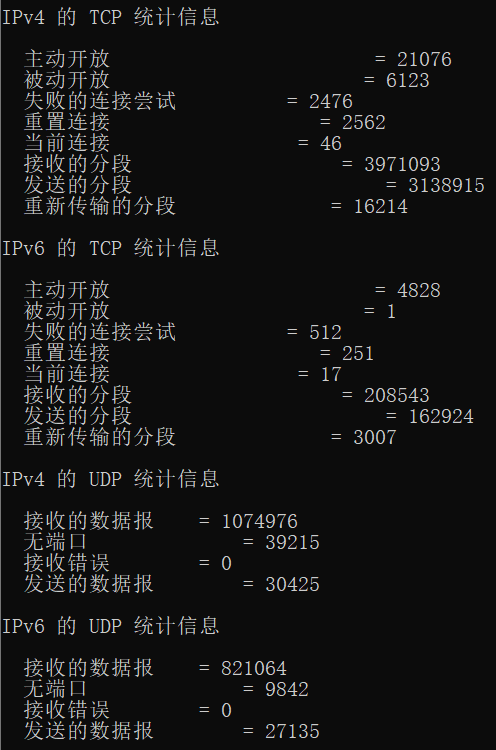 IPv4 的 TCP 统计信息
主动开放 = 21076
被动开放 = 6123
失败的连接尝试 = 2476
重置连接 = 2562
当前连接 = 46
接收的分段 = 3971093
发送的分段 = 3138915
重新传输的分段 = 16214
IPv6 的 TCP 统计信息
主动开放 = 4828
被动开放 = 1
失败的连接尝试 = 512
重置连接 = 251
当前连接 = 17
接收的分段 = 208543
发送的分段 = 162924
重新传输的分段 = 3007
IPv4 的 UDP 统计信息
接收的数据报 = 1074976
无端口 = 39215
接收错误 = 0
发送的数据报 = 30425
IPv6 的 UDP 统计信息
接收的数据报 = 821064
无端口 = 9842
接收错误 = 0
发送的数据报 = 27135